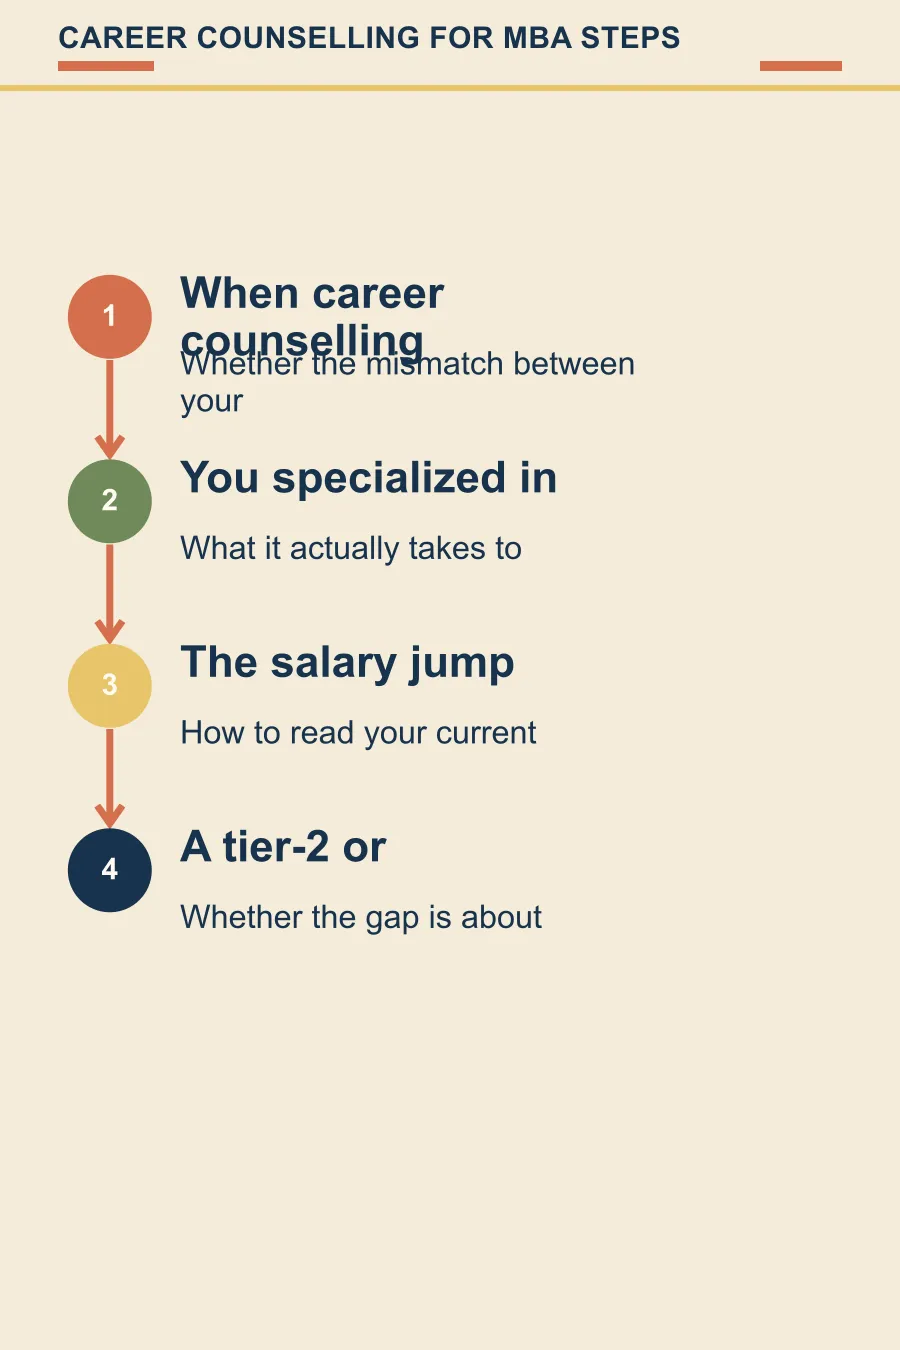 CAREER COUNSELLING FOR MBA STEPS
1
When career
counselling
Whether the mismatch between
your
2
You specialized in
What it actually takes to
3
The salary jump
How to read your current
4
A tier-2 or
Whether the gap is about